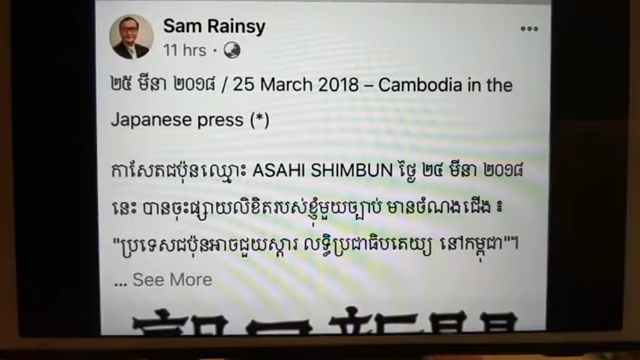 Sam Rainsy
11 hrs ·
២៥ មីនា ២០១៨ / 25 March 2018 – Cambodia in the
Japanese press (*)
កាសែតជប៉ុនឈ្មោះ ASAHI SHIMBUN ថ្ងៃ ២៤ មីនា ២០១៨
នេះ បានចុះផ្សាយលិខិតរបស់ខ្ញុំមួយច្បាប់ មានចំណងជើង ៖
"ប្រទេសជប៉ុនអាចជួយស្តារ លទ្ធិប្រជាធិបតេយ្យ នៅកម្ពុជា"។
... See More